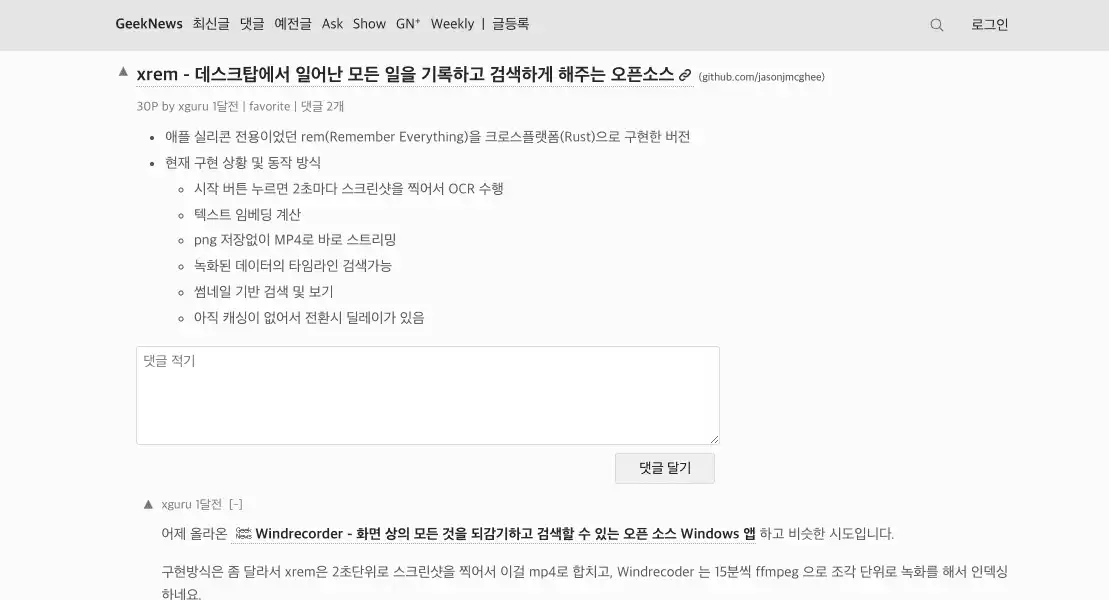 GeekNews 최신글 댓글 예전글 Ask Show GN⁺ Weekly | 글등록 로그인
▲ xrem - 데스크탑에서 일어난 모든 일을 기록하고 검색하게 해주는 오픈소스 (github.com/jasonjmcghee)
30P by xguru 1달전 | favorite | 댓글 2개
• 애플 실리콘 전용이었던 rem(Remember Everything)을 크로스플랫폼(Rust)으로 구현한 버전
• 현재 구현 상황 및 동작 방식
◦ 시작 버튼 누르면 2초마다 스크린샷을 찍어서 OCR 수행
◦ 텍스트 임베딩 계산
◦ png 저장없이 MP4로 바로 스트리밍
◦ 녹화된 데이터의 타임라인 검색가능
◦ 썸네일 기반 검색 및 보기
◦ 아직 캐싱이 없어서 전환시 딜레이가 있음
댓글 적기
댓글 달기
▲ xguru 1달전 [-]
어제 올라온 Geek News Windrecorder - 화면 상의 모든 것을 되감기하고 검색할 수 있는 오픈 소스 Windows 앱 하고 비슷한 시도입니다.
구현방식은 좀 달라서 xrem은 2초단위로 스크린샷을 찍어서 이걸 mp4로 합치고, Windrecoder 는 15분씩 ffmpeg 으로 조각 단위로 녹화를 해서 인덱싱
하네요.